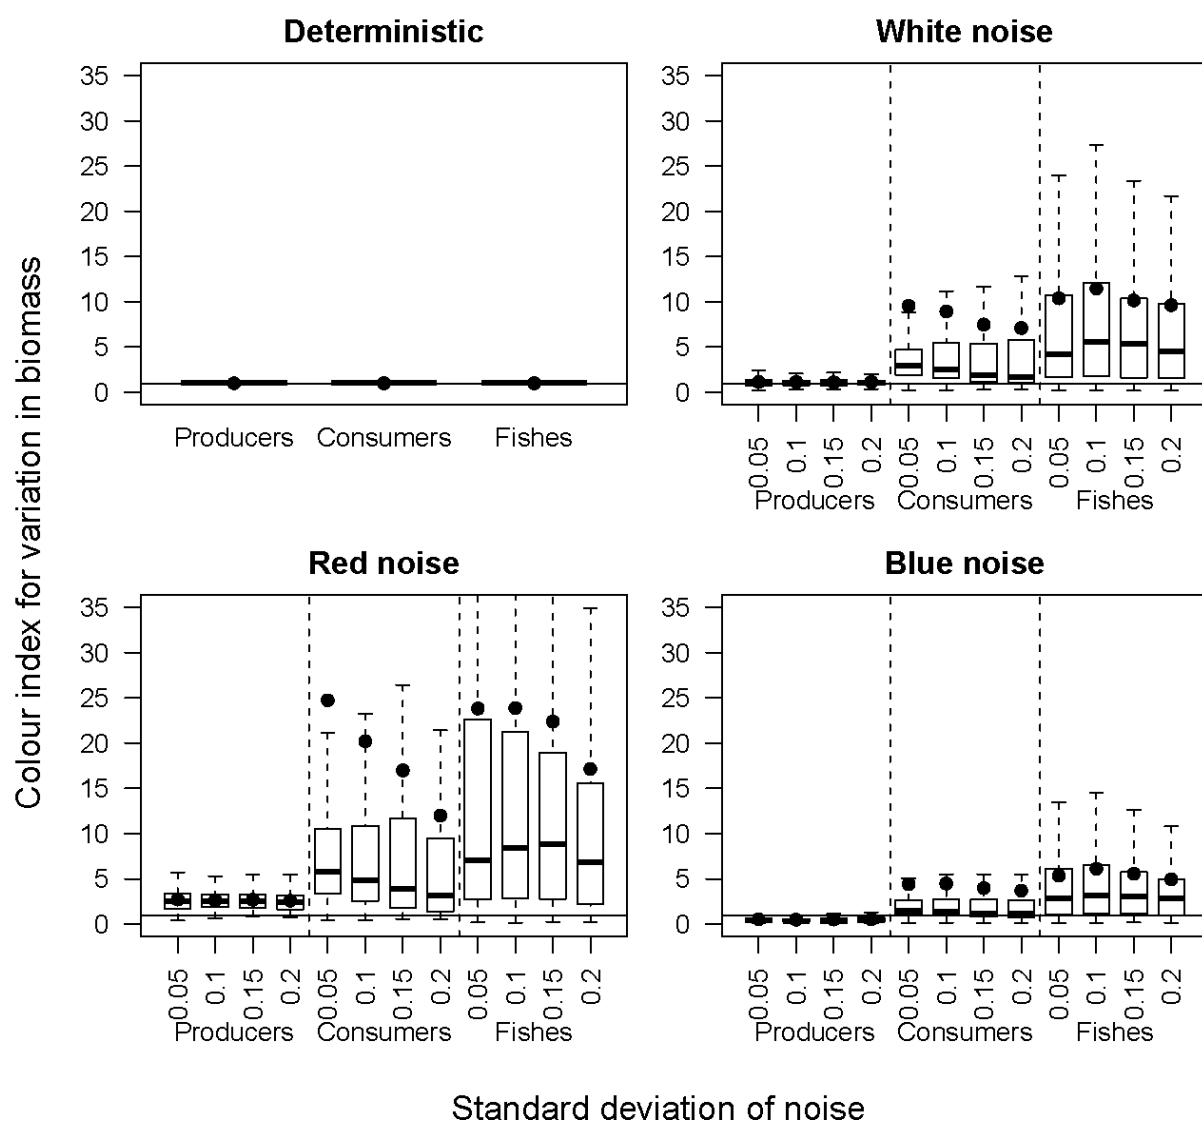 Deterministic
35
30
25
20
15
10
5
0
Producers Consumers Fishes
White noise
35
30
25
20
15
10
5
0
0.05 0.1 0.15 0.2 0.05 0.1 0.15 0.2 0.05 0.1 0.15 0.2
Producers Consumers Fishes
Colour index for variation in biomass
Red noise
35
30
25
20
15
10
5
0
0.05 0.1 0.15 0.2 0.05 0.1 0.15 0.2 0.05 0.1 0.15 0.2
Producers Consumers Fishes
Blue noise
35
30
25
20
15
10
5
0
0.05 0.1 0.15 0.2 0.05 0.1 0.15 0.2 0.05 0.1 0.15 0.2
Producers Consumers Fishes
Standard deviation of noise